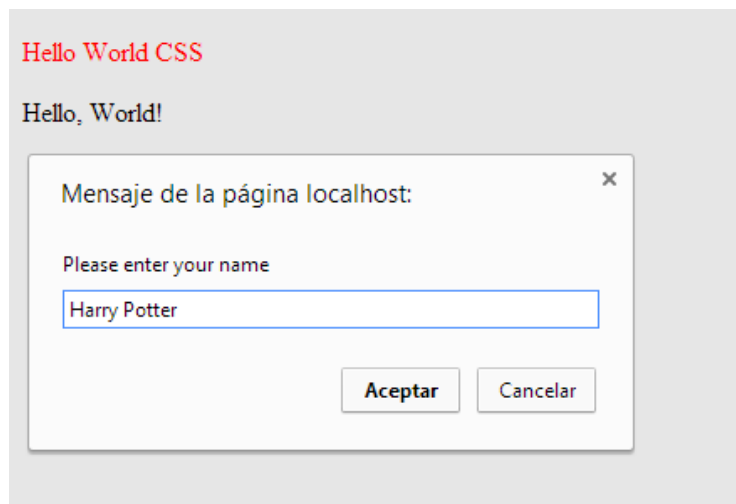 Hello World CSS
Hello, World!
Mensaje de la página localhost:
Please enter your name
Harry Potter
Aceptar
Cancelar